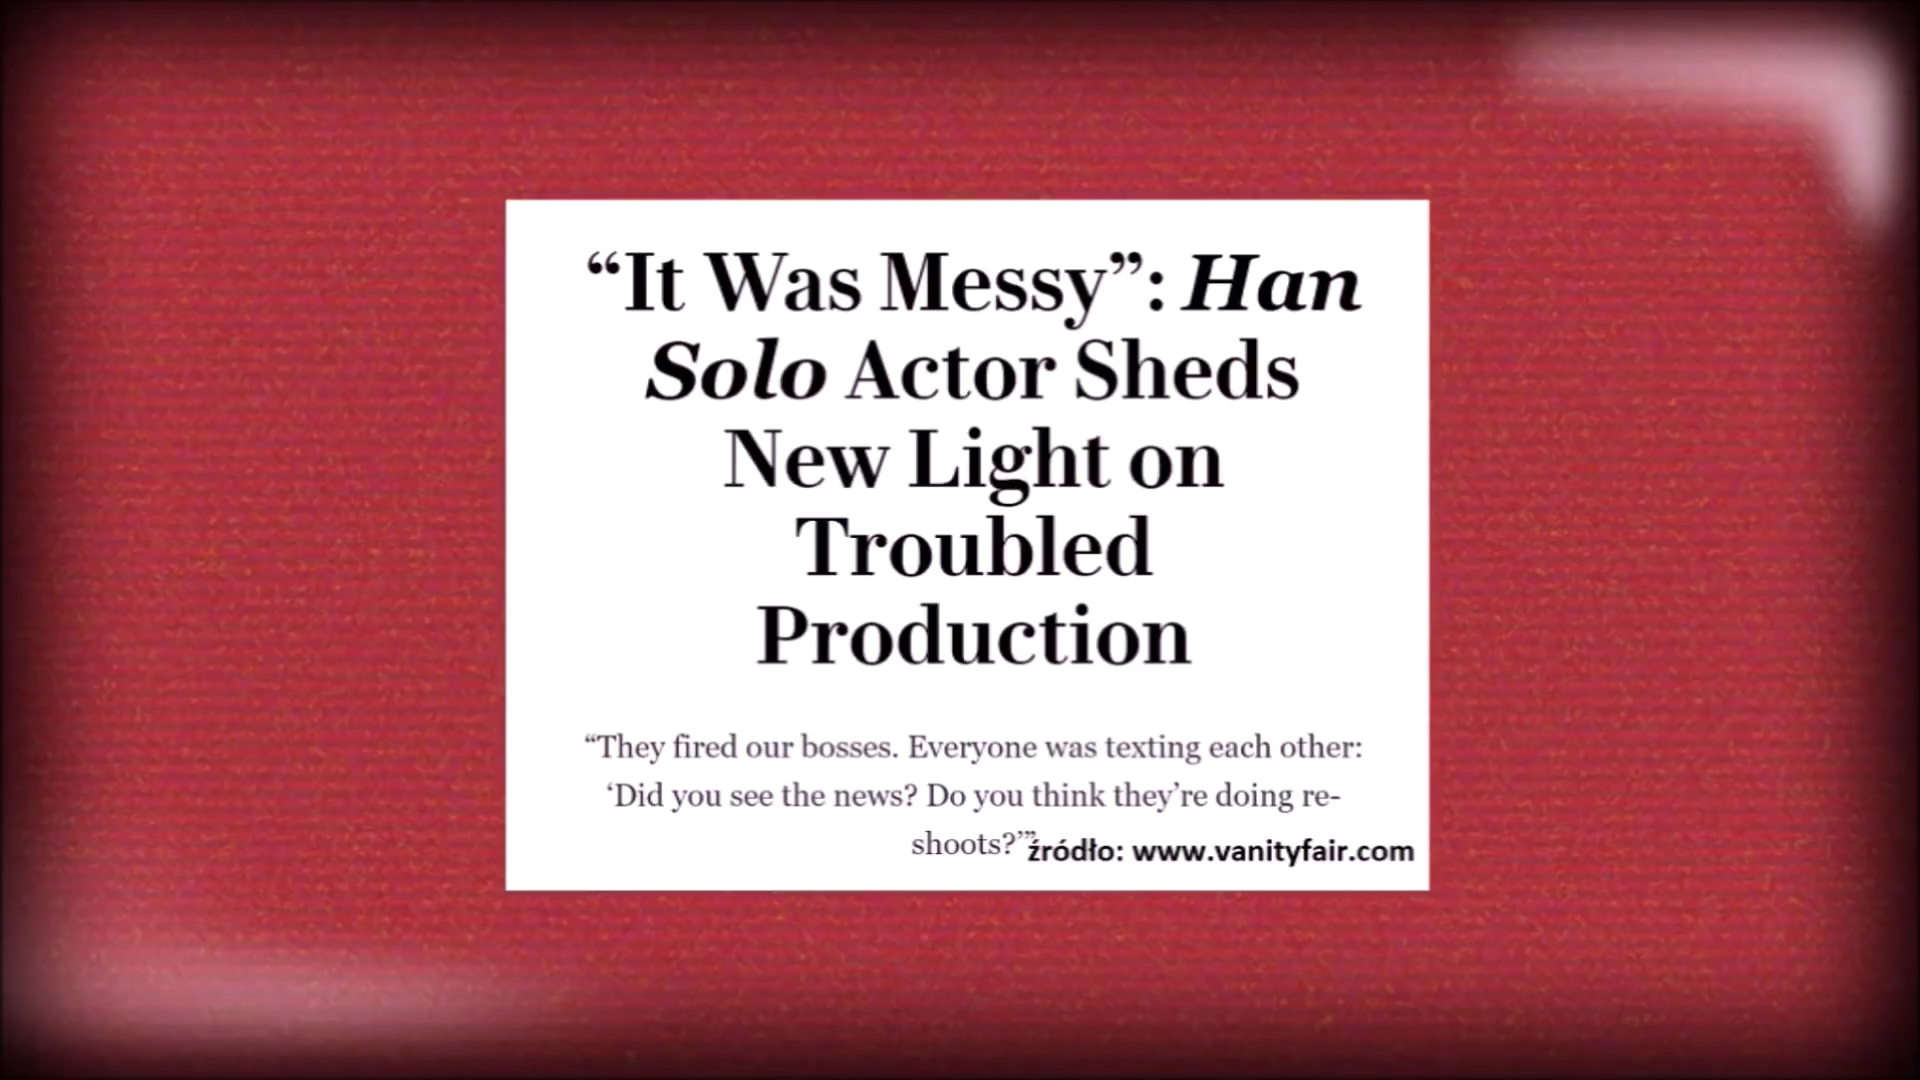 “It Was Messy”: Han
Solo Actor Sheds
New Light on
Troubled
Production
“They fired our bosses. Everyone was texting each other:
‘Did you see the news? Do you think they’re doing re-
shoots?’”
źródło: www.vanityfair.com